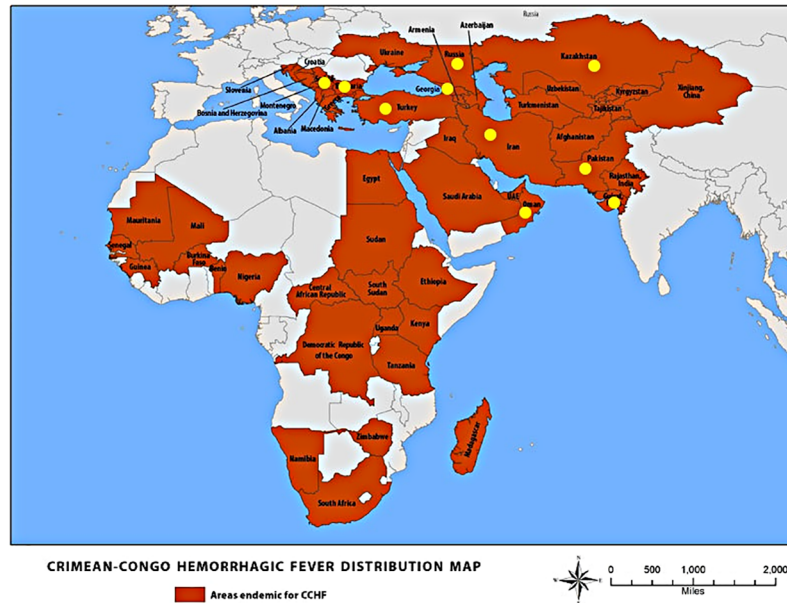 Russia
Armenia
Azerbaijan
Ukraine
Russia
Kazakhstan
Croatia
Slovenia
Georgia
Uzbekistan
Kyrgyzstan
Xinjiang,
China
Bosnia and Herzegovina
Montenegro
Turkey
Turkmenistan
Tajikistan
Albania
Macedonia
Iraq
Iran
Afghanistan
Pakistan
Rajasthan,
India
Egypt
Saudi Arabia
UAE
Oman
Mauritania
Mali
Sudan
Senegal
Burkina
Faso
Guinea
Benin
Nigeria
Central
African Republic
South
Sudan
Ethiopia
Uganda
Kenya
Democratic Republic
of the Congo
Tanzania
Zimbabwe
Madagascar
Namibia
South Africa
CRIMEAN-CONGO HEMORRHAGIC FEVER DISTRIBUTION MAP
Areas endemic for CCHF
0 500 1,000 2,000
Miles